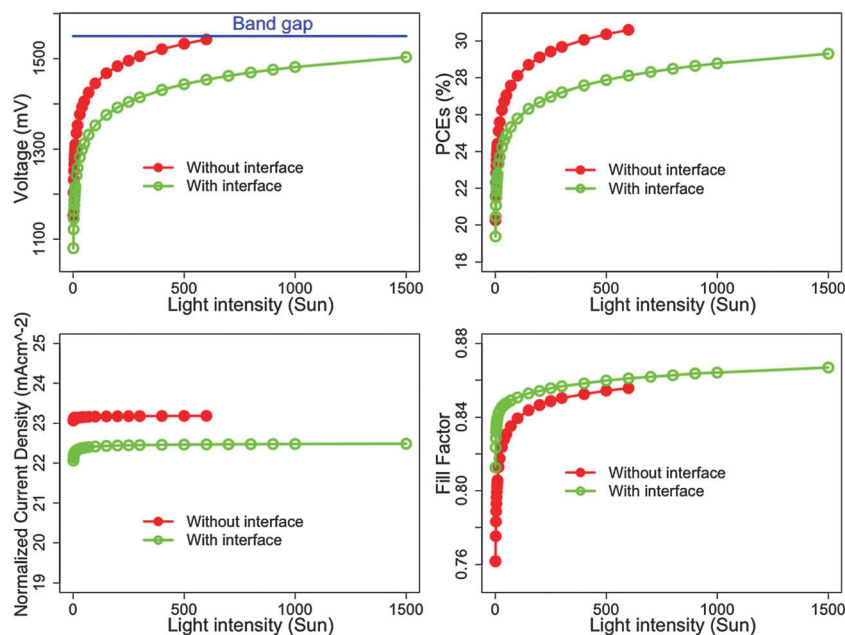 Band gap
Voltage (mV)
1500
1300
1100
Without interface
With interface
0
500
1000
1500
Light intensity (Sun)
PCEs (%)
30
28
26
24
22
20
18
Without interface
With interface
0
500
1000
1500
Light intensity (Sun)
Normalized Current Density (mAcm^-2)
25
24
23
22
21
20
19
Without interface
With interface
0
500
1000
1500
Light intensity (Sun)
Fill Factor
0.88
0.84
0.80
0.76
Without interface
With interface
0
500
1000
1500
Light intensity (Sun)